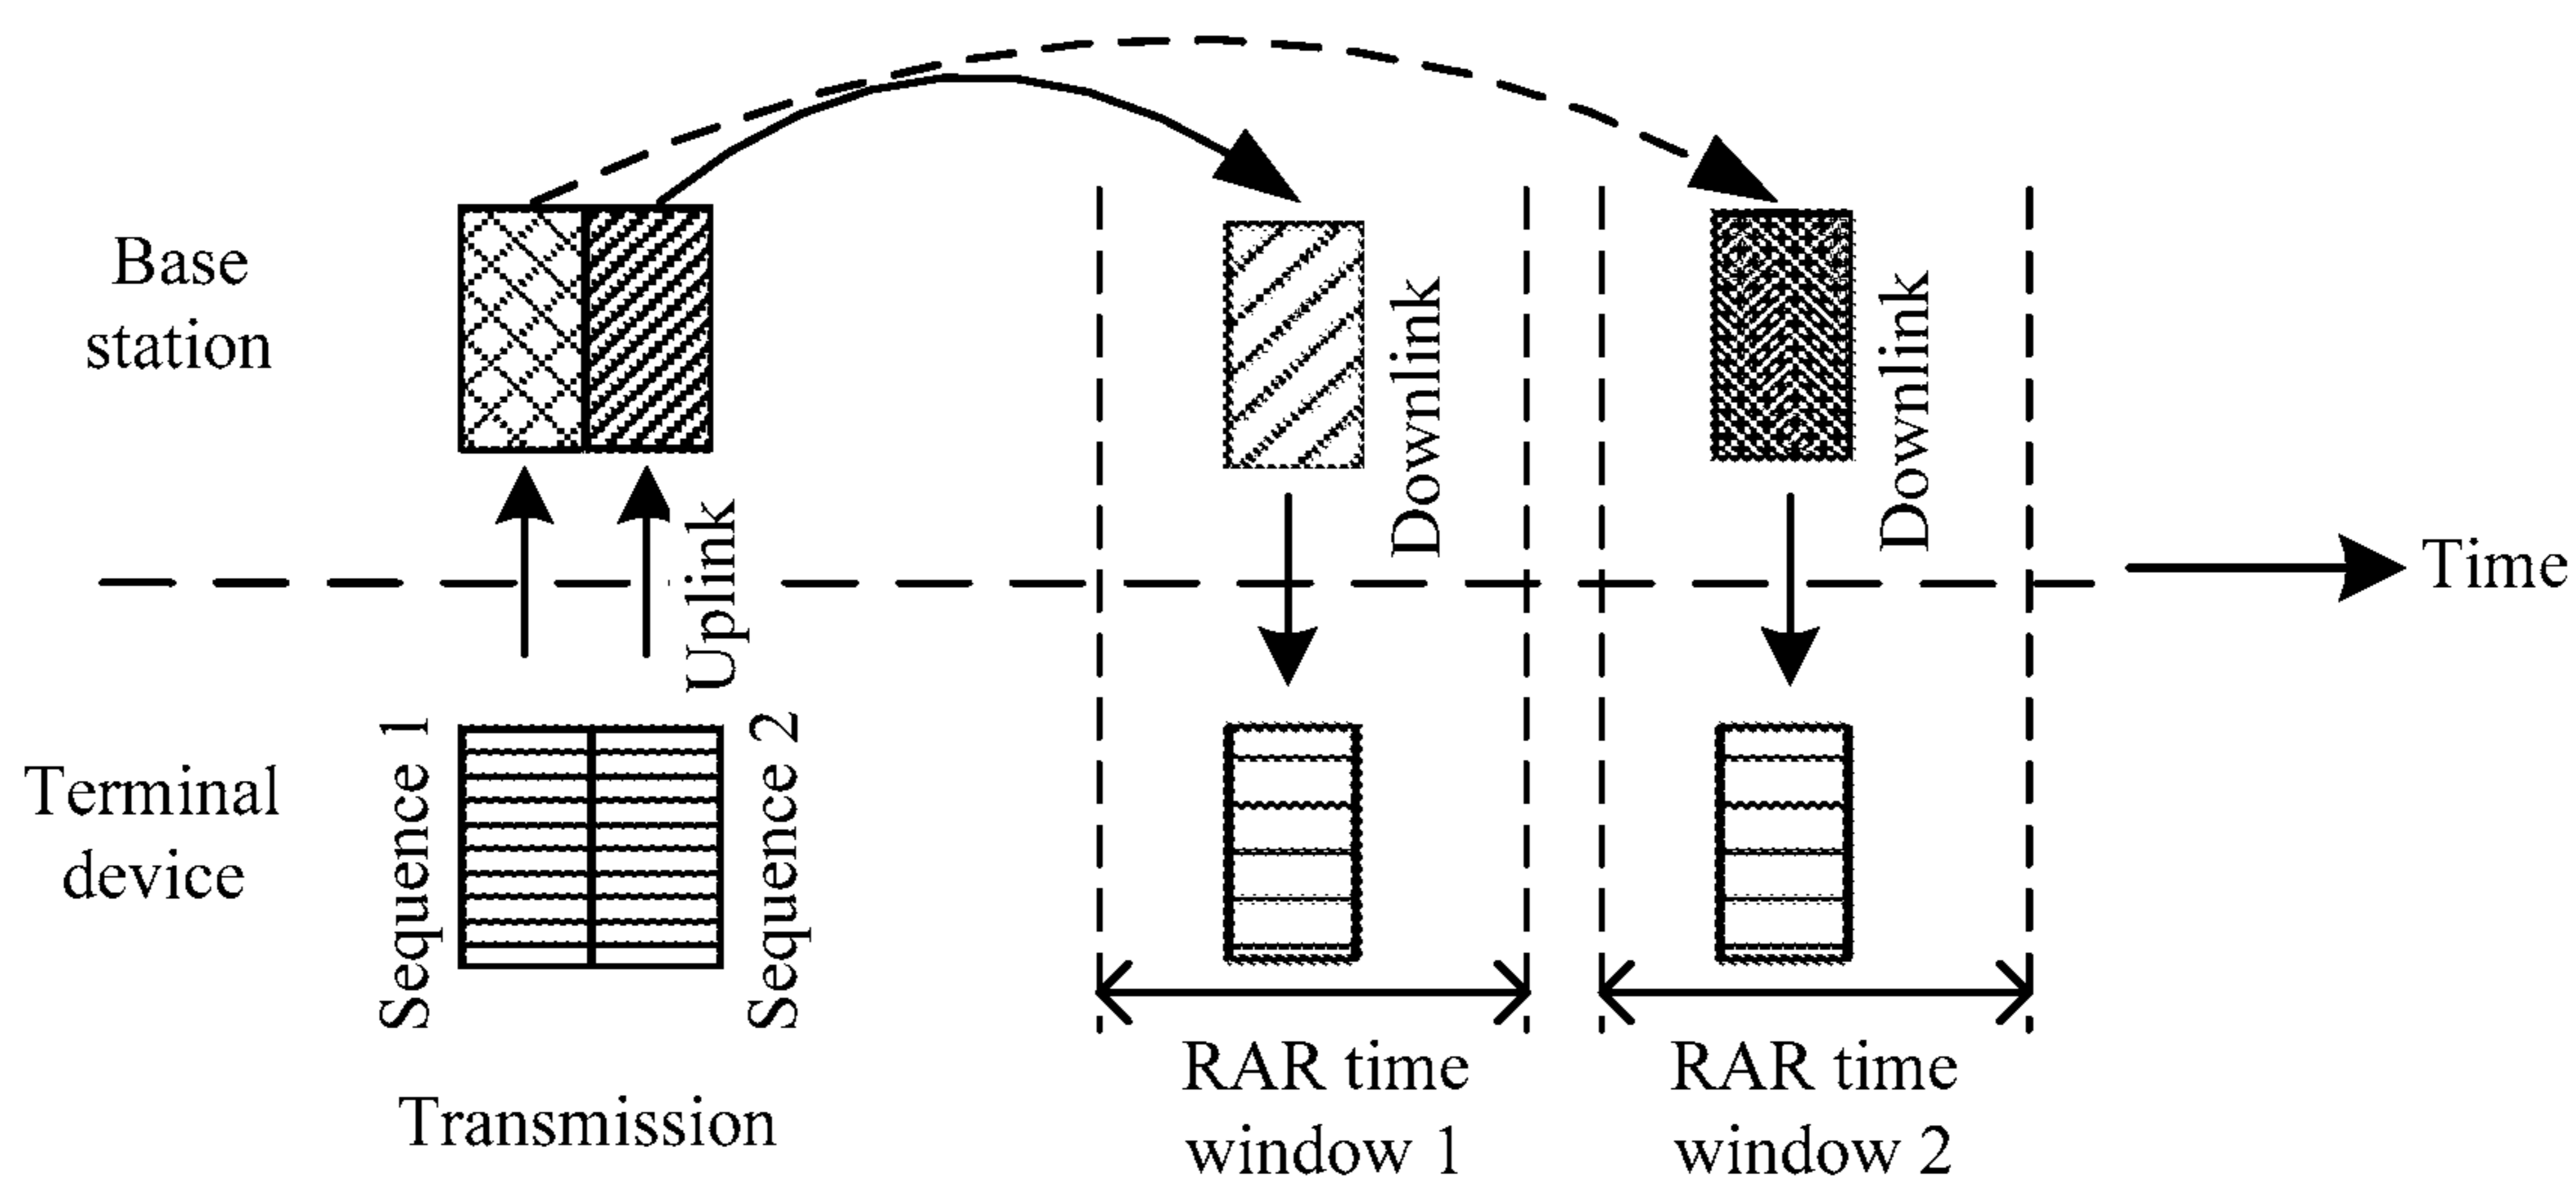 Base
station
Downlink
Downlink
Uplink
Time
Terminal
device
Sequence 1
Sequence 2
Transmission
RAR time
window 1
RAR time
window 2